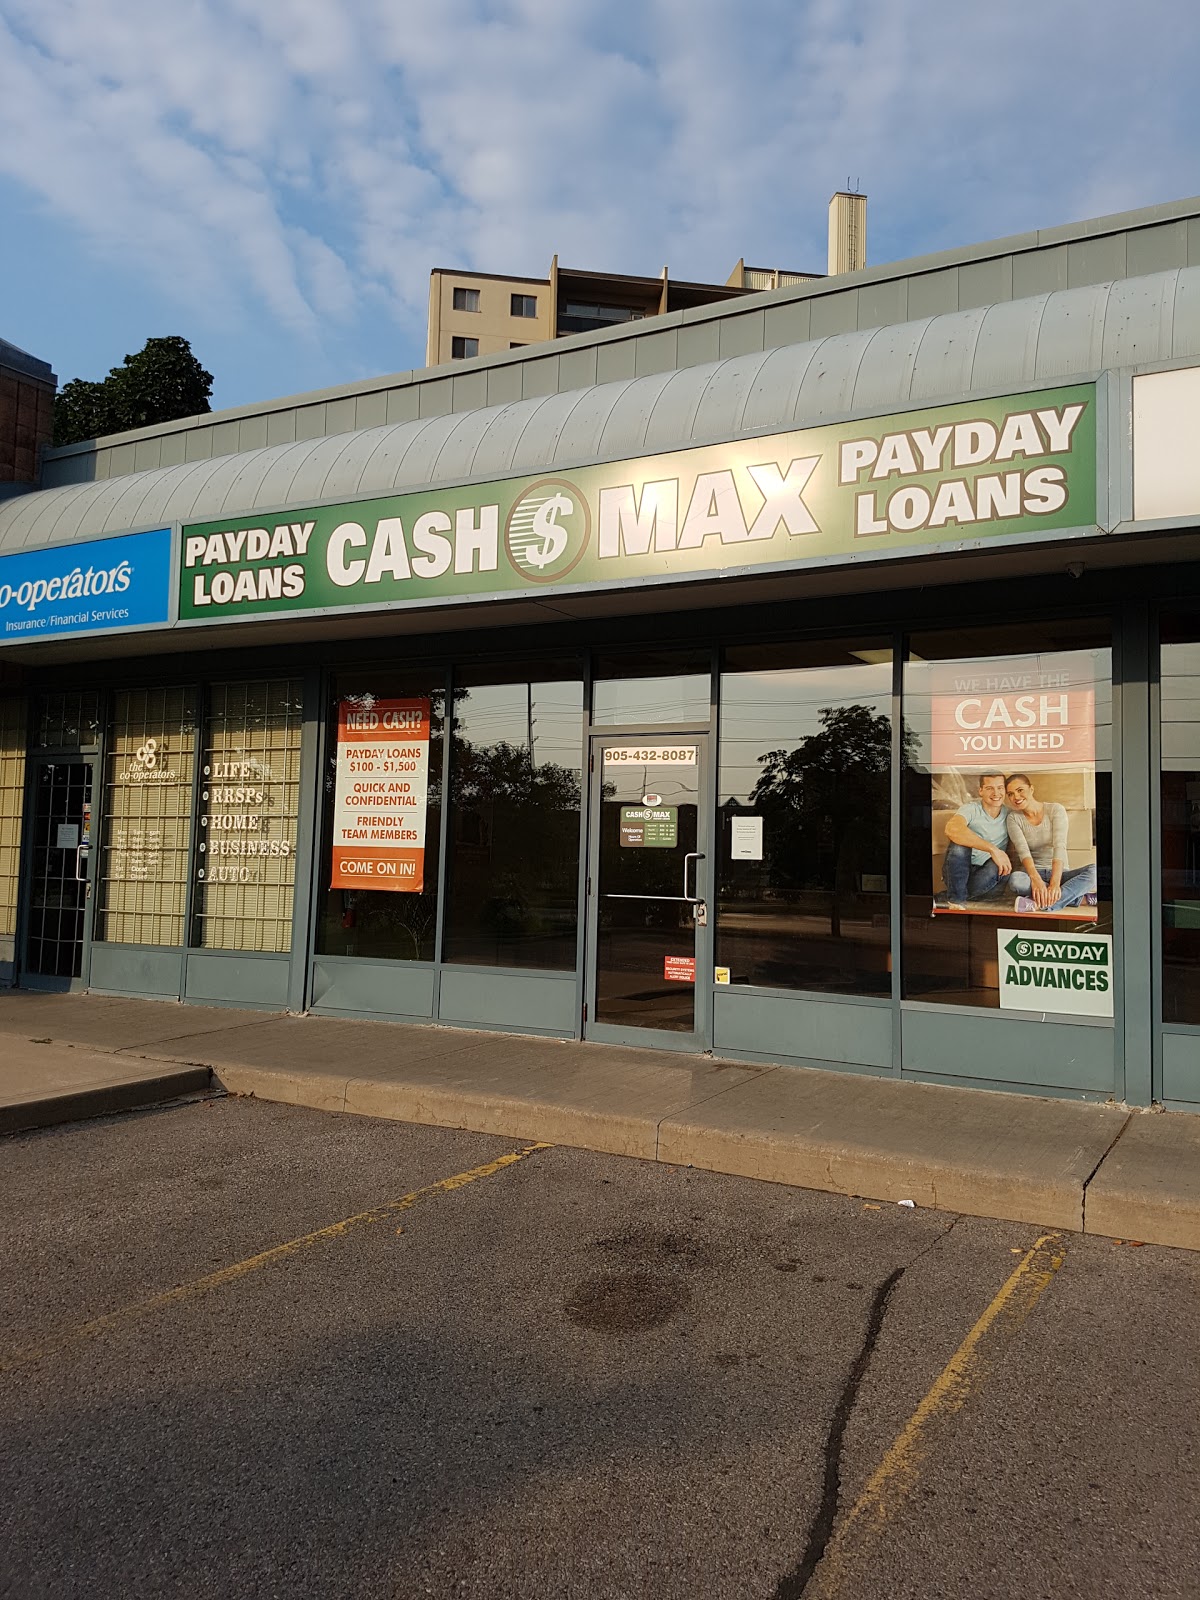 PAYDAY
LOANS
CASH $ MAX
PAYDAY
LOANS
o-operators
Insurance/Financial Services
the
co-operators
LIFE
RRSPs
HOME
BUSINESS
AUTO
NEED CASH?
PAYDAY LOANS
$100 - $1,500
QUICK AND
CONFIDENTIAL
FRIENDLY
TEAM MEMBERS
COME ON IN!
905-432-8087
CASH $ MAX
Welcome
WE HAVE THE
CASH
YOU NEED
$ PAYDAY
ADVANCES